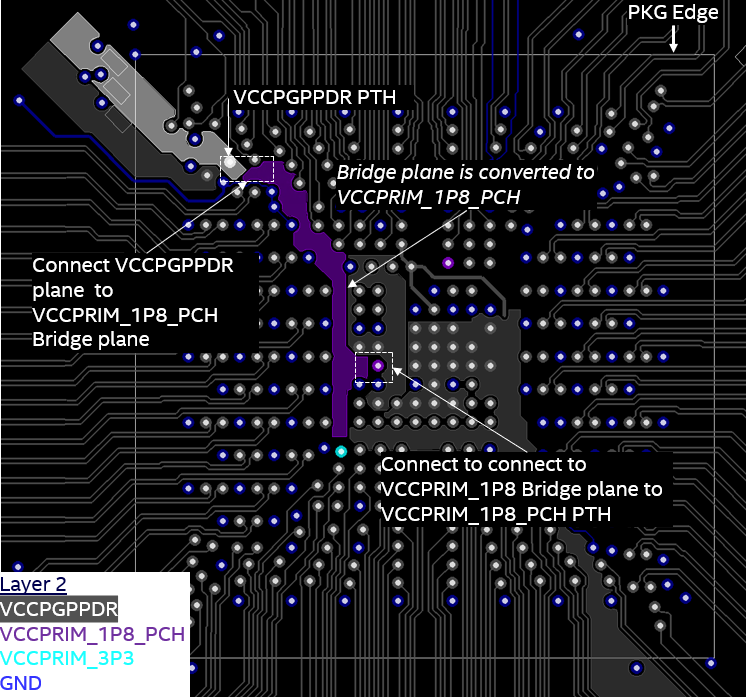 PKG Edge
VCCPGPPDR PTH
Bridge plane is converted to
VCCPRIM_1P8_PCH
Connect VCCPGPPDR
plane to
VCCPRIM_1P8_PCH
Bridge plane
Connect to connect to
VCCPRIM_1P8 Bridge plane to
VCCPRIM_1P8_PCH PTH
Layer 2
VCCPGPPDR
VCCPRIM_1P8_PCH
VCCPRIM_3P3
GND